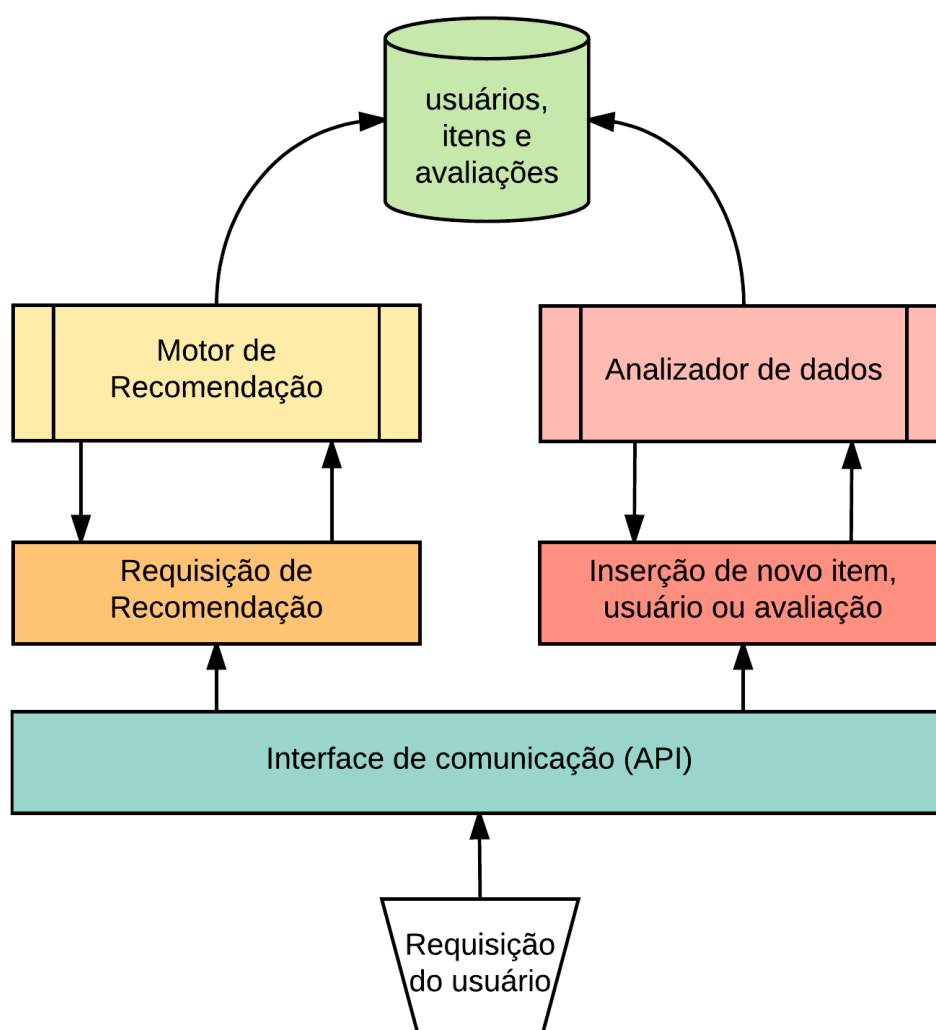 usuários,
itens e
avaliações
Motor de
Recomendação
Analizador de dados
Requisição de
Recomendação
Inserção de novo item,
usuário ou avaliação
Interface de comunicação (API)
Requisição
do usuário